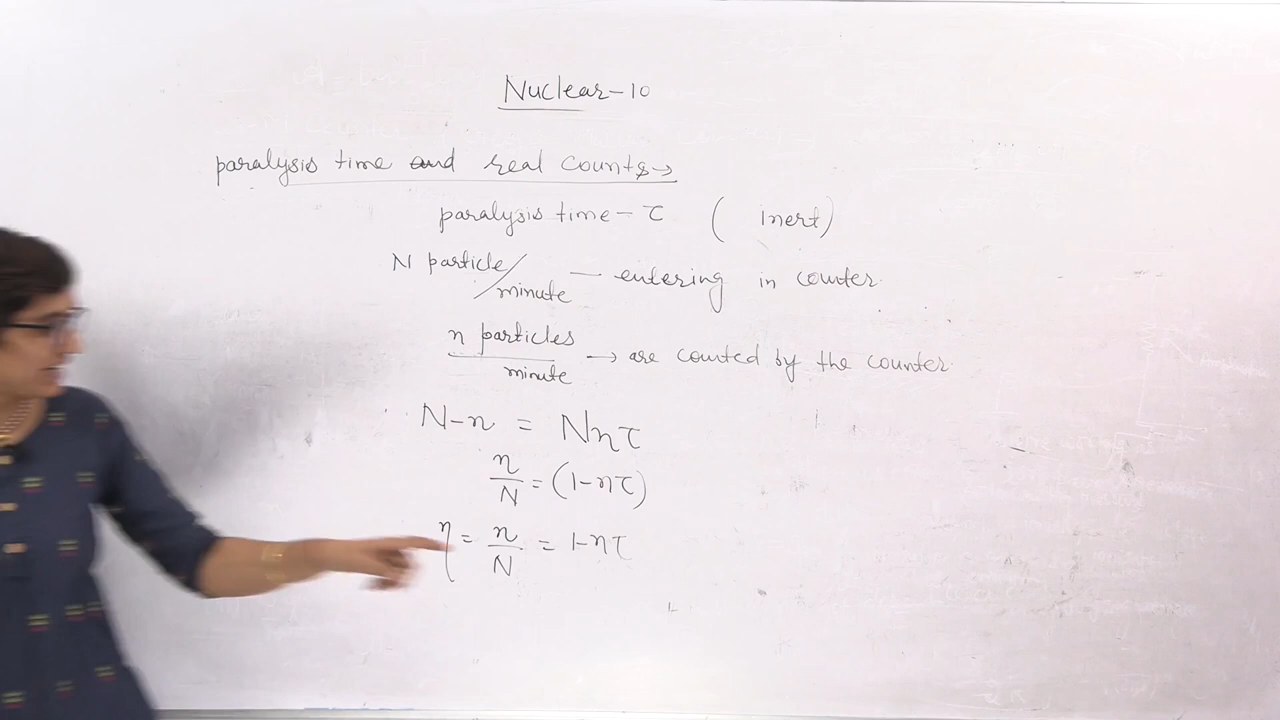 Nuclear-10
paralysis time and real counts→
paralysis time - τ ( inert)
N particle/minute — entering in counter.
n particles/minute → are counted by the counter.
N-n = Nnτ
n/N = (1-nτ)
η = n/N = 1-nτ